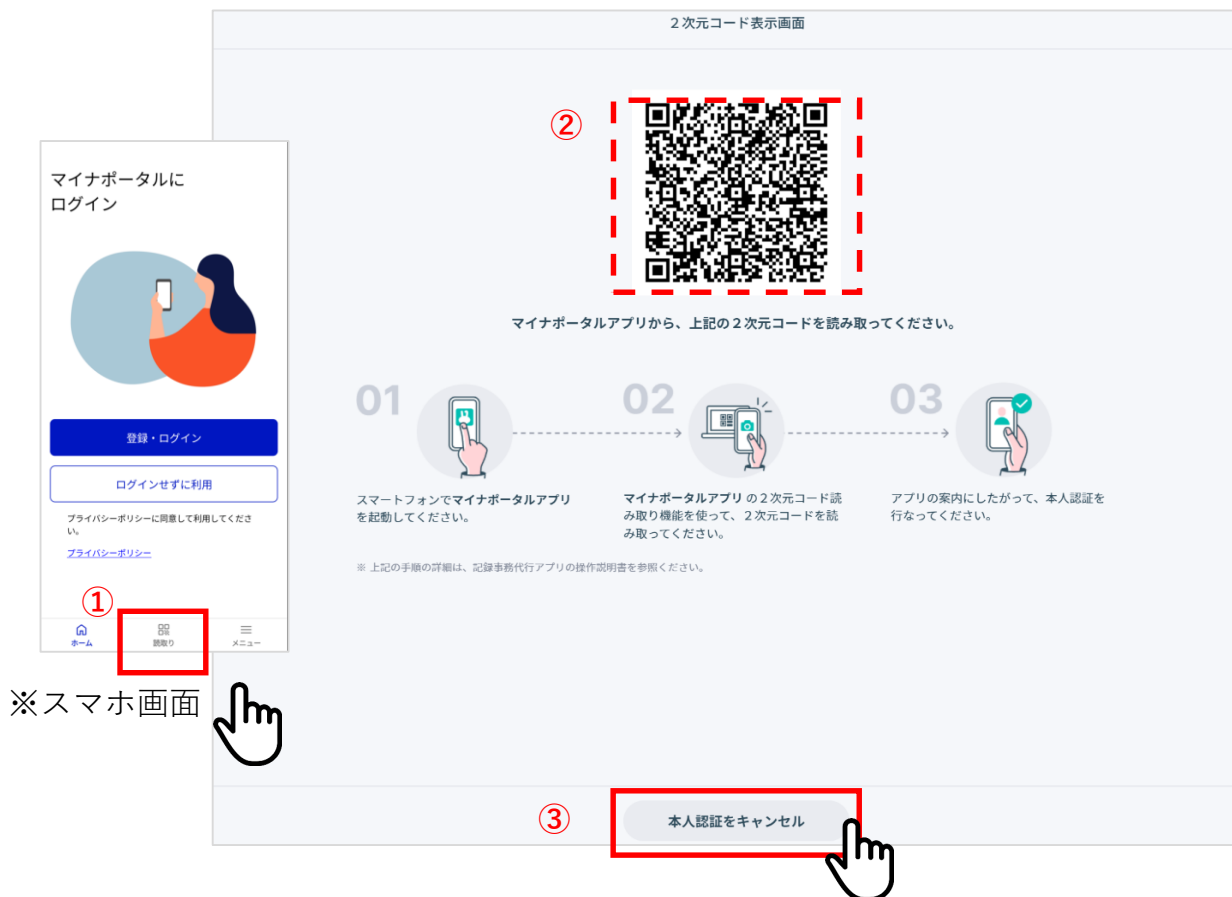 ２次元コード表示画面
②
マイナポータルに
ログイン
登録・ログイン
ログインせずに利用
プライバシーポリシーに同意して利用してくださ
い。
プライバシーポリシー
①
ホーム
読取り
メニュー
※スマホ画面
マイナポータルアプリから、上記の２次元コードを読み取ってください。
01
スマートフォンでマイナポータルアプリ
を起動してください。
02
マイナポータルアプリ の２次元コード読
み取り機能を使って、２次元コードを読
み取ってください。
03
アプリの案内にしたがって、本人認証を
行なってください。
※ 上記の手順の詳細は、記録事務代行アプリの操作説明書を参照ください。
③
本人認証をキャンセル